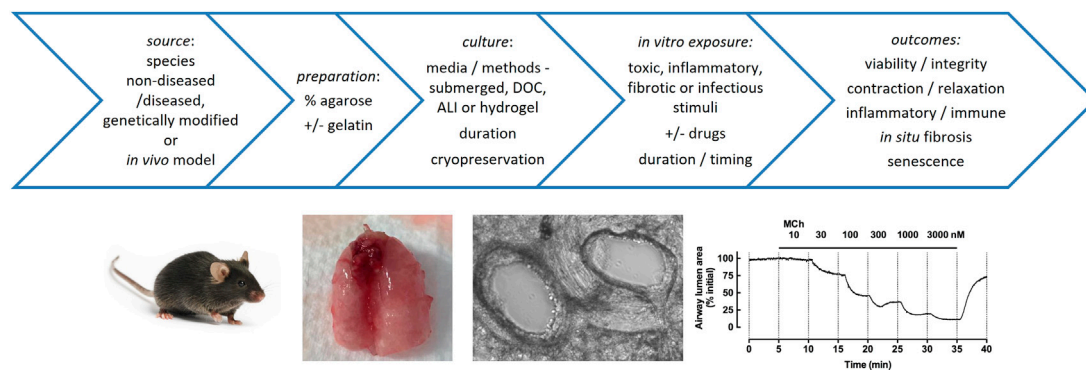 source:
species
non-diseased
/diseased,
genetically modified
or
in vivo model
preparation:
% agarose
+/- gelatin
culture:
media / methods -
submerged, DOC,
ALI or hydrogel
duration
cryopreservation
in vitro exposure:
toxic, inflammatory,
fibrotic or infectious
stimuli
+/- drugs
duration / timing
outcomes:
viability / integrity
contraction / relaxation
inflammatory / immune
in situ fibrosis
senescence
MCh
10 30 100 300 1000 3000 nM
Airway lumen area
(% initial)
100
75
50
25
0
0 5 10 15 20 25 30 35 40
Time (min)